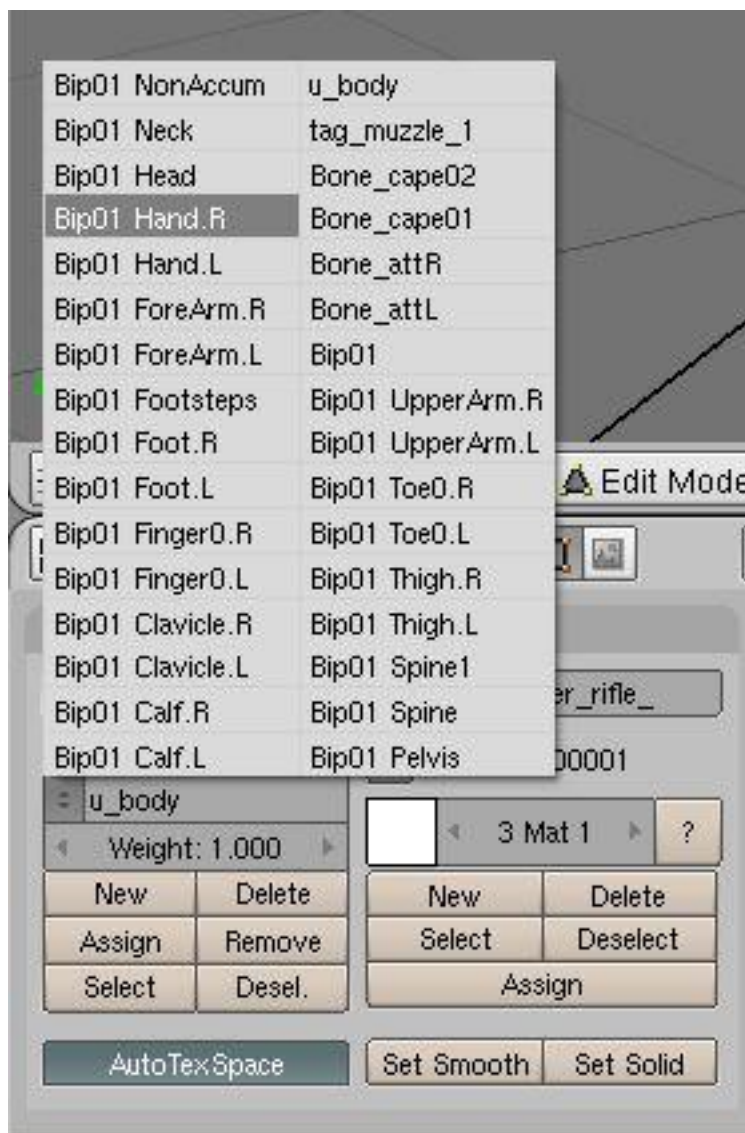 Bip01 NonAccum
Bip01 Neck
Bip01 Head
Bip01 Hand.R
Bip01 Hand.L
Bip01 ForeArm.R
Bip01 ForeArm.L
Bip01 Footsteps
Bip01 Foot.R
Bip01 Foot.L
Bip01 Finger0.R
Bip01 Finger0.L
Bip01 Clavicle.R
Bip01 Clavicle.L
Bip01 Calf.R
Bip01 Calf.L
u_body
tag_muzzle_1
Bone_cape02
Bone_cape01
Bone_attR
Bone_attL
Bip01
Bip01 UpperArm.R
Bip01 UpperArm.L
Bip01 Toe0.R
Bip01 Toe0.L
Bip01 Thigh.R
Bip01 Thigh.L
Bip01 Spine1
Bip01 Spine
Bip01 Pelvis
Edit Mode
er_rifle_
00001
u_body
Weight: 1.000
New Delete
Assign Remove
Select Desel.
AutoTexSpace
3 Mat 1 ?
New Delete
Select Deselect
Assign
Set Smooth Set Solid